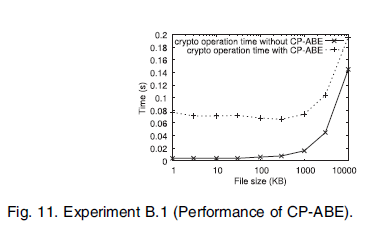 0.2
crypto operation time without CP-ABE
0.18
crypto operation time with CP-ABE
0.16
0.14
0.12
0.1
0.08
0.06
0.04
0.02
0
Time (s)
1 10 100 1000 10000
File size (KB)
Fig. 11. Experiment B.1 (Performance of CP-ABE).